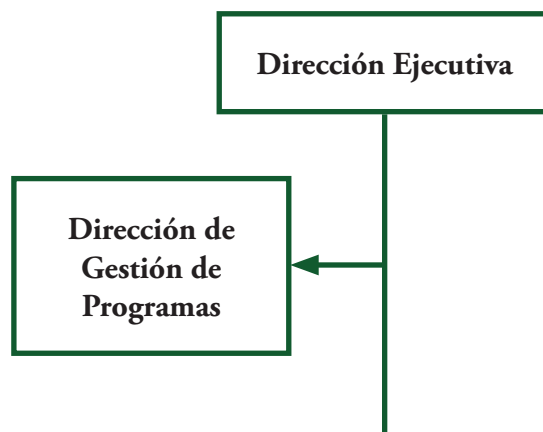 Dirección Ejecutiva
Dirección de
Gestión de
Programas